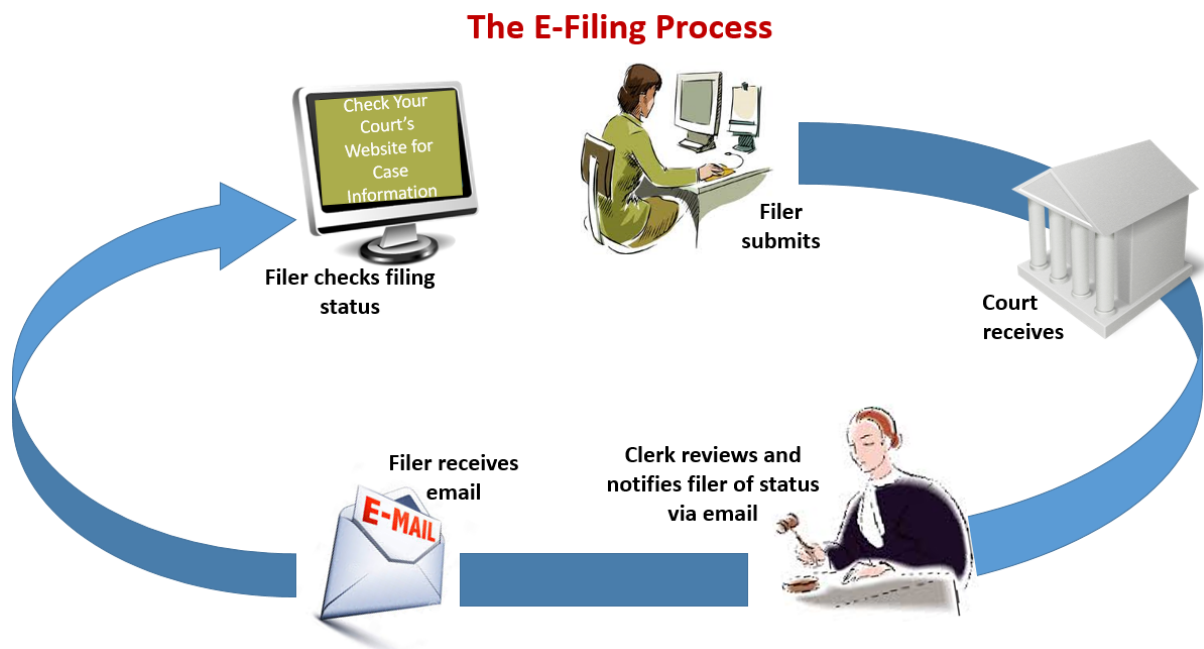 The E-Filing Process
Check Your
Court's
Website for
Case
Information
Filer
submits
Filer checks filing
status
Court
receives
Clerk reviews and
notifies filer of status
via email
Filer receives
email
E-MAIL